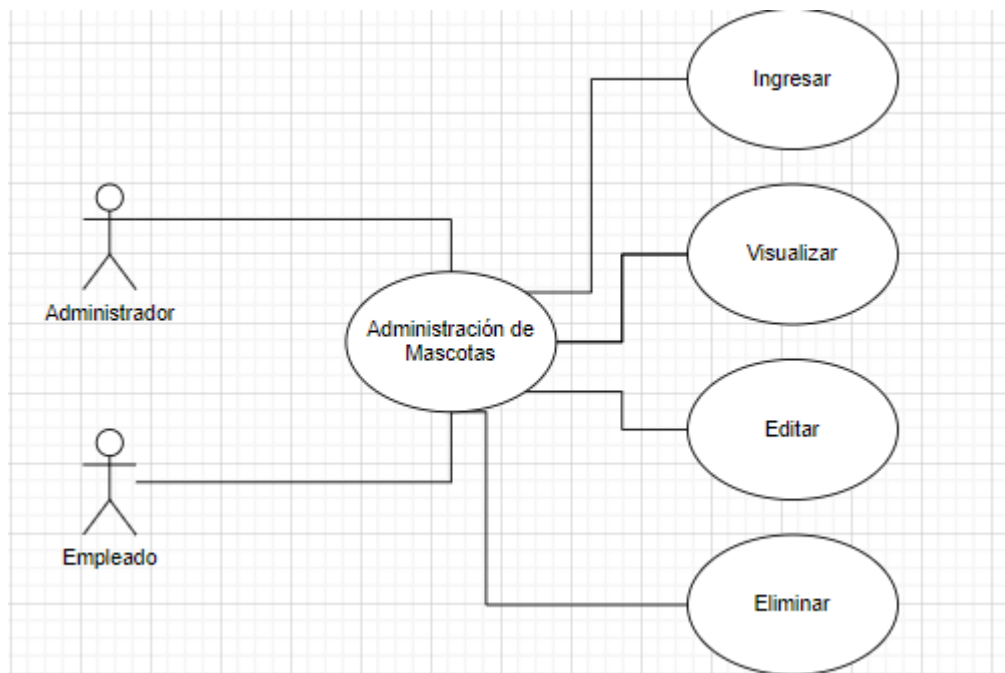 Ingresar
Visualizar
Administrador
Administración de
Mascotas
Editar
Empleado
Eliminar